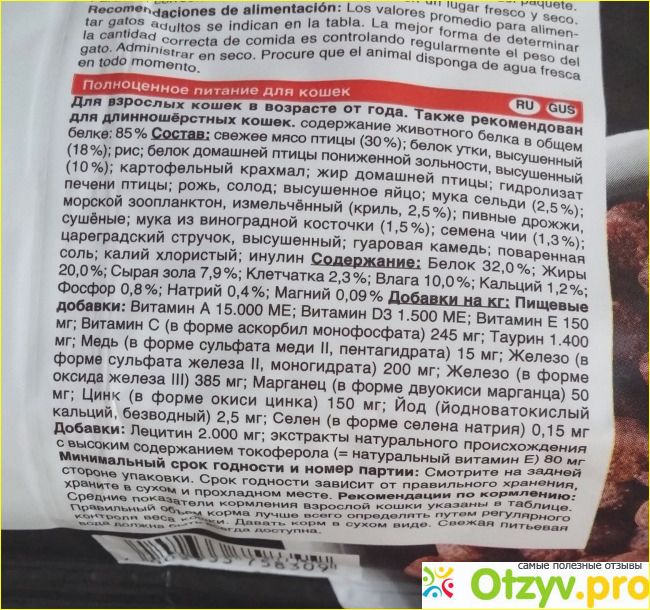 un lugar fresco y seco.
Recomendaciones de alimentación: Los valores promedio para alimen-
tar gatos adultos se indican en la tabla. La mejor forma de determinar
la cantidad correcta de comida es controlando regularmente el peso del
gato. Administrar en seco. Procure que el animal disponga de agua fresca
en todo momento.
Полноценное питание для кошек RU GUS
Для взрослых кошек в возрасте от года. Также рекомендован
для длинношёрстных кошек. содержание животного белка в общем
белке: 85% Состав: свежее мясо птицы (30%); белок утки, высушенный
(18%); рис; белок домашней птицы пониженной зольности, высушенный
(10%); картофельный крахмал; жир домашней птицы; гидролизат
печени птицы; рожь, солод; высушенное яйцо; мука сельди (2,5%);
морской зоопланктон, измельчённый (криль, 2,5%); пивные дрожжи,
сушёные; мука из виноградной косточки (1,5%); семена чии (1,3%);
цареградский стручок, высушенный; гуаровая камедь; поваренная
соль; калий хлористый; инулин Содержание: Белок 32,0%; Жиры
20,0%; Сырая зола 7,9%; Клетчатка 2,3%; Влага 10,0%; Кальций 1,2%;
Фосфор 0,8%; Натрий 0,4%; Магний 0,09% Добавки на кг: Пищевые
добавки: Витамин А 15.000 МЕ; Витамин D3 1.500 МЕ; Витамин Е 150
мг; Витамин С (в форме аскорбил монофосфата) 245 мг; Таурин 1.400
мг; Медь (в форме сульфата меди II, пентагидрата) 15 мг; Железо (в
форме сульфата железа II, моногидрата) 200 мг; Железо (в форме
оксида железа III) 385 мг; Марганец (в форме двуокиси марганца) 50
мг; Цинк (в форме окиси цинка) 150 мг; Йод (йодноватокислый
кальций, безводный) 2,5 мг; Селен (в форме селена натрия) 0,15 мг
Добавки: Лецитин 2.000 мг; экстракты натурального происхождения
с высоким содержанием токоферола (= натуральный витамин Е) 80 мг
Минимальный срок годности и номер партии: Смотрите на задней
стороне упаковки. Срок годности зависит от правильного хранения,
храните в сухом и прохладном месте. Рекомендации по кормлению:
Средние показатели кормления взрослой кошки указаны в таблице.
Правильный объем корма лучше всего определять путем регулярного
контроля веса кошки. Давать корм в сухом виде. Свежая питьевая
вода должна быть всегда доступна.
758309
самые полезные отзывы
Otzyv.pro